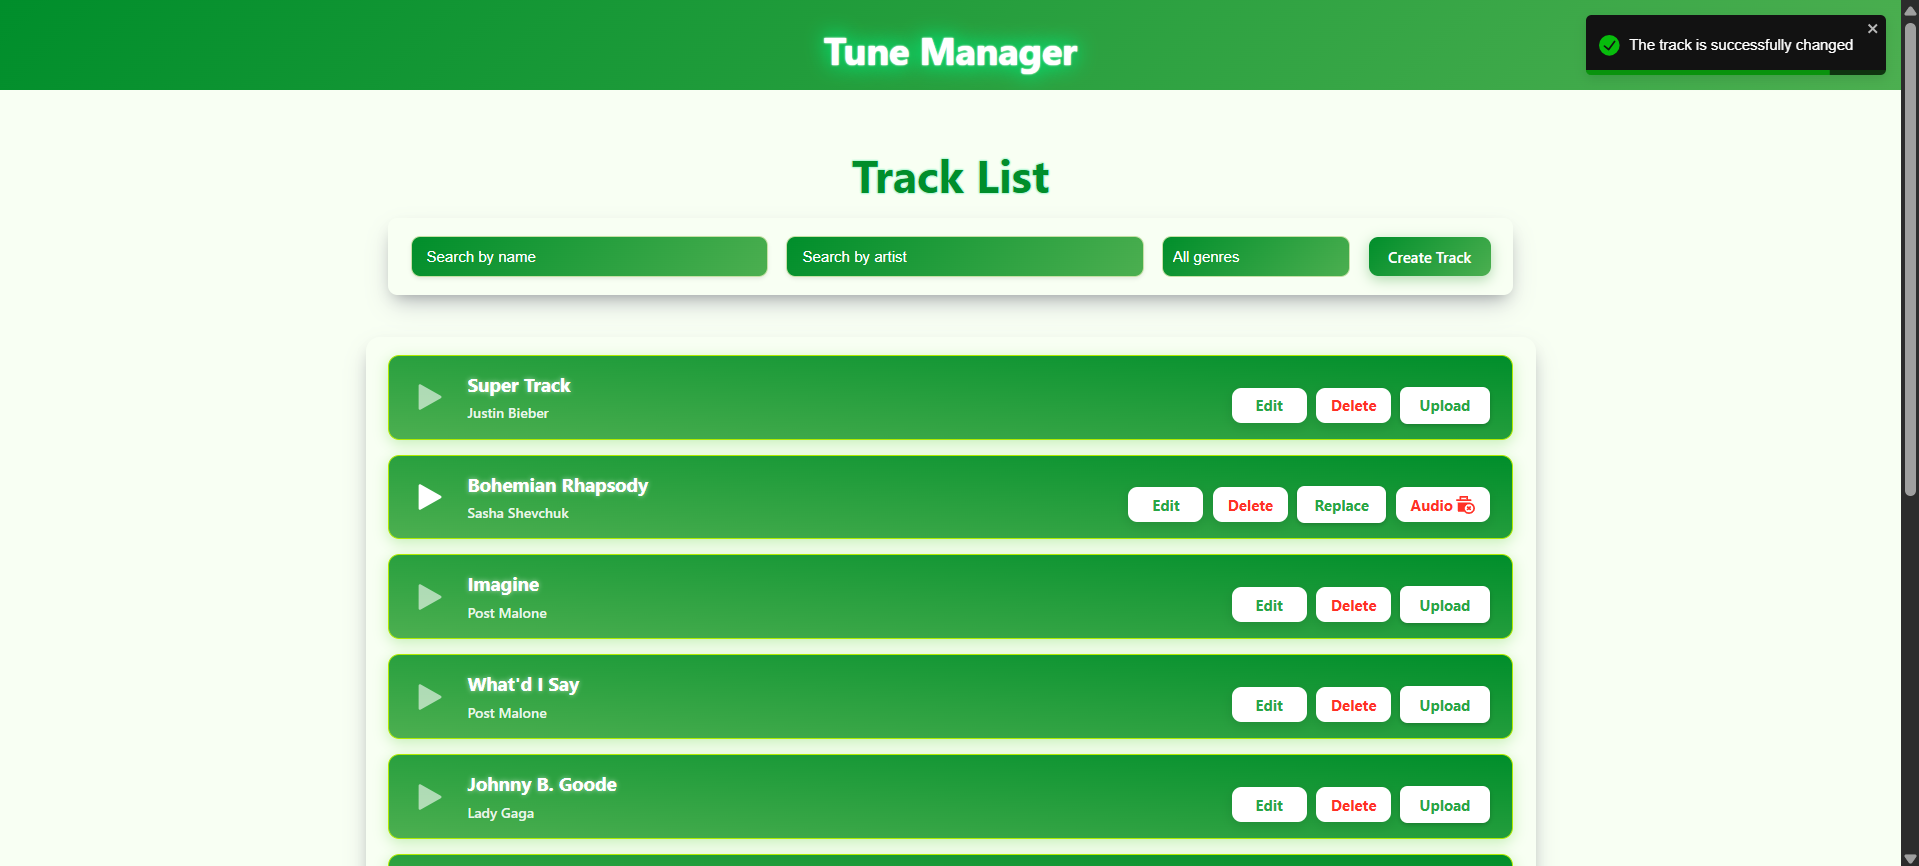 Tune Manager
The track is successfully changed
Track List
Search by name
Search by artist
All genres
Create Track
Super Track
Justin Bieber
Edit
Delete
Upload
Bohemian Rhapsody
Sasha Shevchuk
Edit
Delete
Replace
Audio
Imagine
Post Malone
Edit
Delete
Upload
What'd I Say
Post Malone
Edit
Delete
Upload
Johnny B. Goode
Lady Gaga
Edit
Delete
Upload